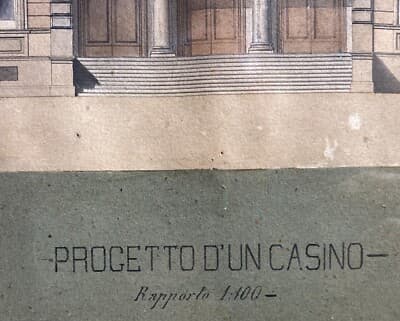 -PROGETTO D'UN CASINO-
Rapporto 1:100 -